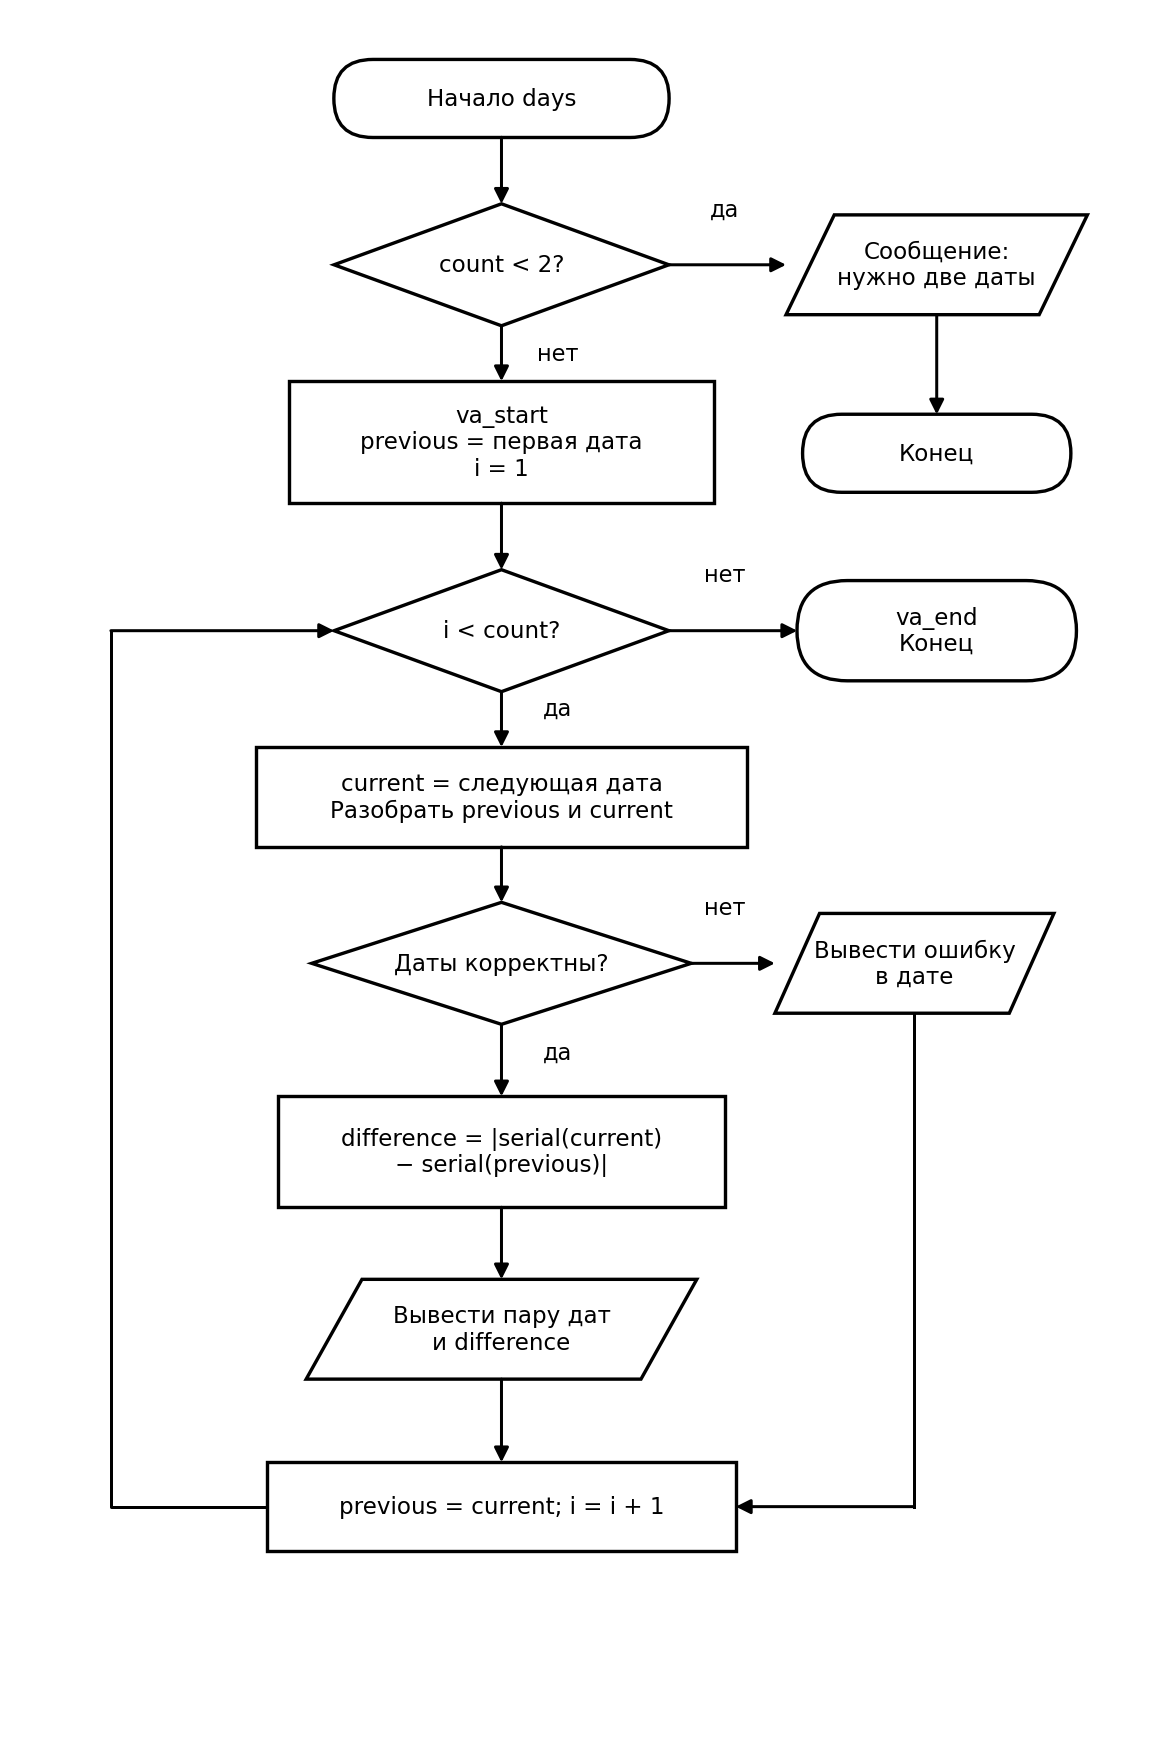 Начало days
да
count < 2?
Сообщение:
нужно две даты
нет
va_start
previous = первая дата
i = 1
Конец
нет
i < count?
va_end
Конец
да
current = следующая дата
Разобрать previous и current
нет
Даты корректны?
Вывести ошибку
в дате
да
difference = |serial(current)
− serial(previous)|
Вывести пару дат
и difference
previous = current; i = i + 1